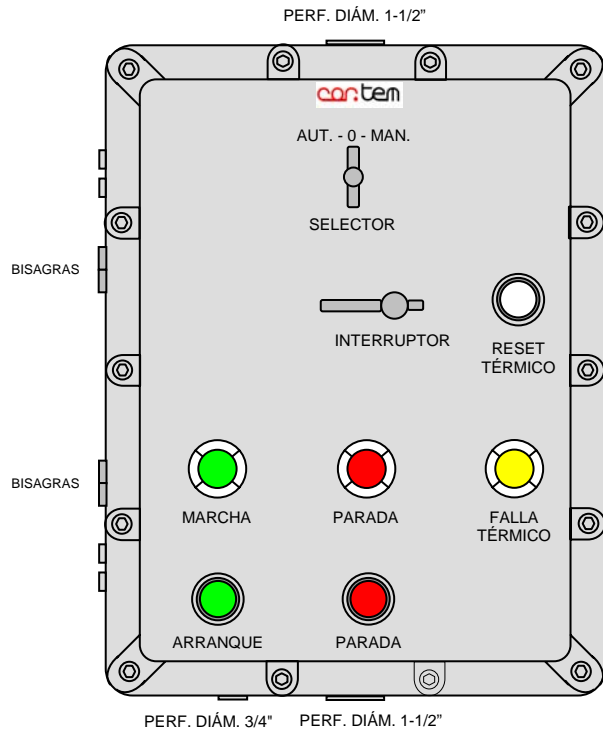 PERF. DIÁM. 1-1/2”
cor.tem
AUT. - 0 - MAN.
SELECTOR
BISAGRAS
INTERRUPTOR
RESET
TÉRMICO
BISAGRAS
MARCHA
PARADA
FALLA
TÉRMICO
ARRANQUE
PARADA
PERF. DIÁM. 3/4"
PERF. DIÁM. 1-1/2”